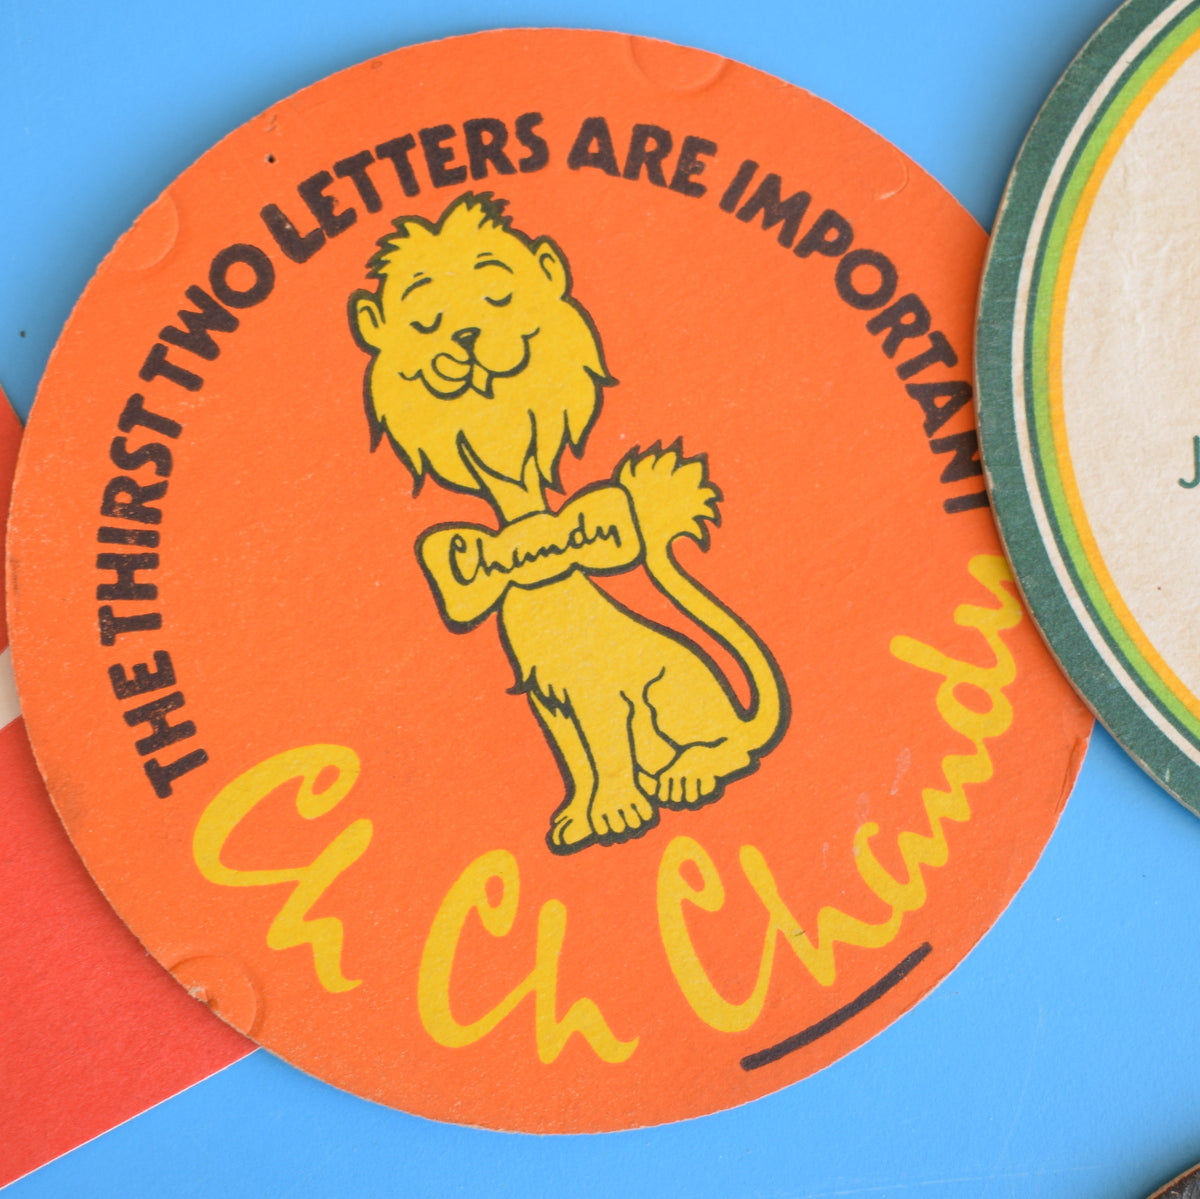 THE THIRST TWO LETTERS ARE IMPORTANT
Chandy
Ch Ch Chandy
J